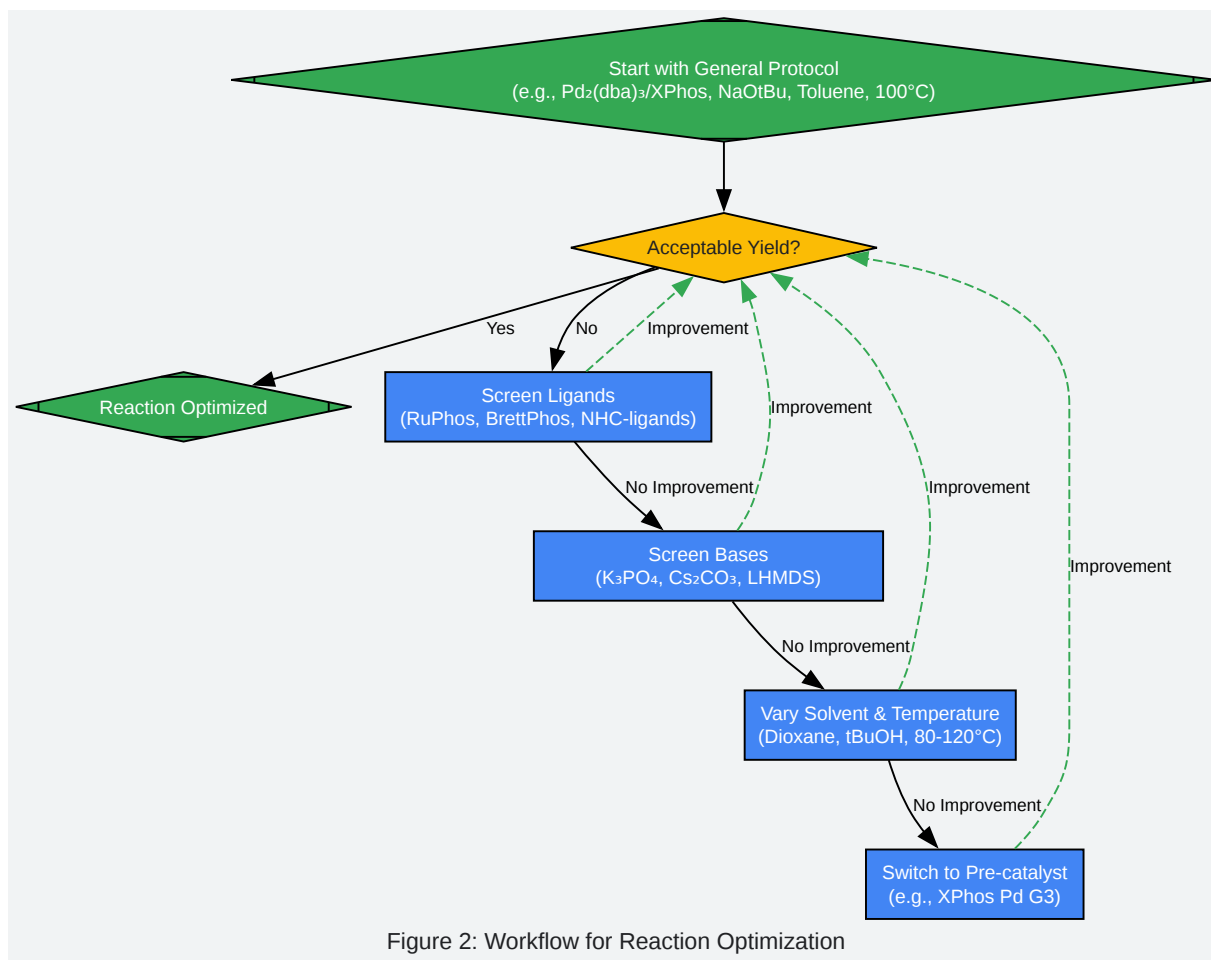 Start with General Protocol
(e.g., Pd₂(dba)₃/XPhos, NaOtBu, Toluene, 100°C)
Acceptable Yield?
Yes
No
Improvement
Reaction Optimized
Screen Ligands
(RuPhos, BrettPhos, NHC-ligands)
Improvement
No Improvement
Improvement
Screen Bases
(K₃PO₄, Cs₂CO₃, LHMDS)
Improvement
No Improvement
Vary Solvent & Temperature
(Dioxane, tBuOH, 80-120°C)
No Improvement
Switch to Pre-catalyst
(e.g., XPhos Pd G3)
Figure 2: Workflow for Reaction Optimization